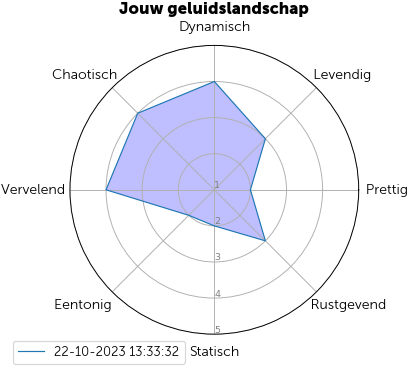 Jouw geluidslandschap
Dynamisch
Chaotisch
Levendig
Vervelend
1
Prettig
2
3
4
Eentonig
Rustgevend
5
22-10-2023 13:33:32
Statisch